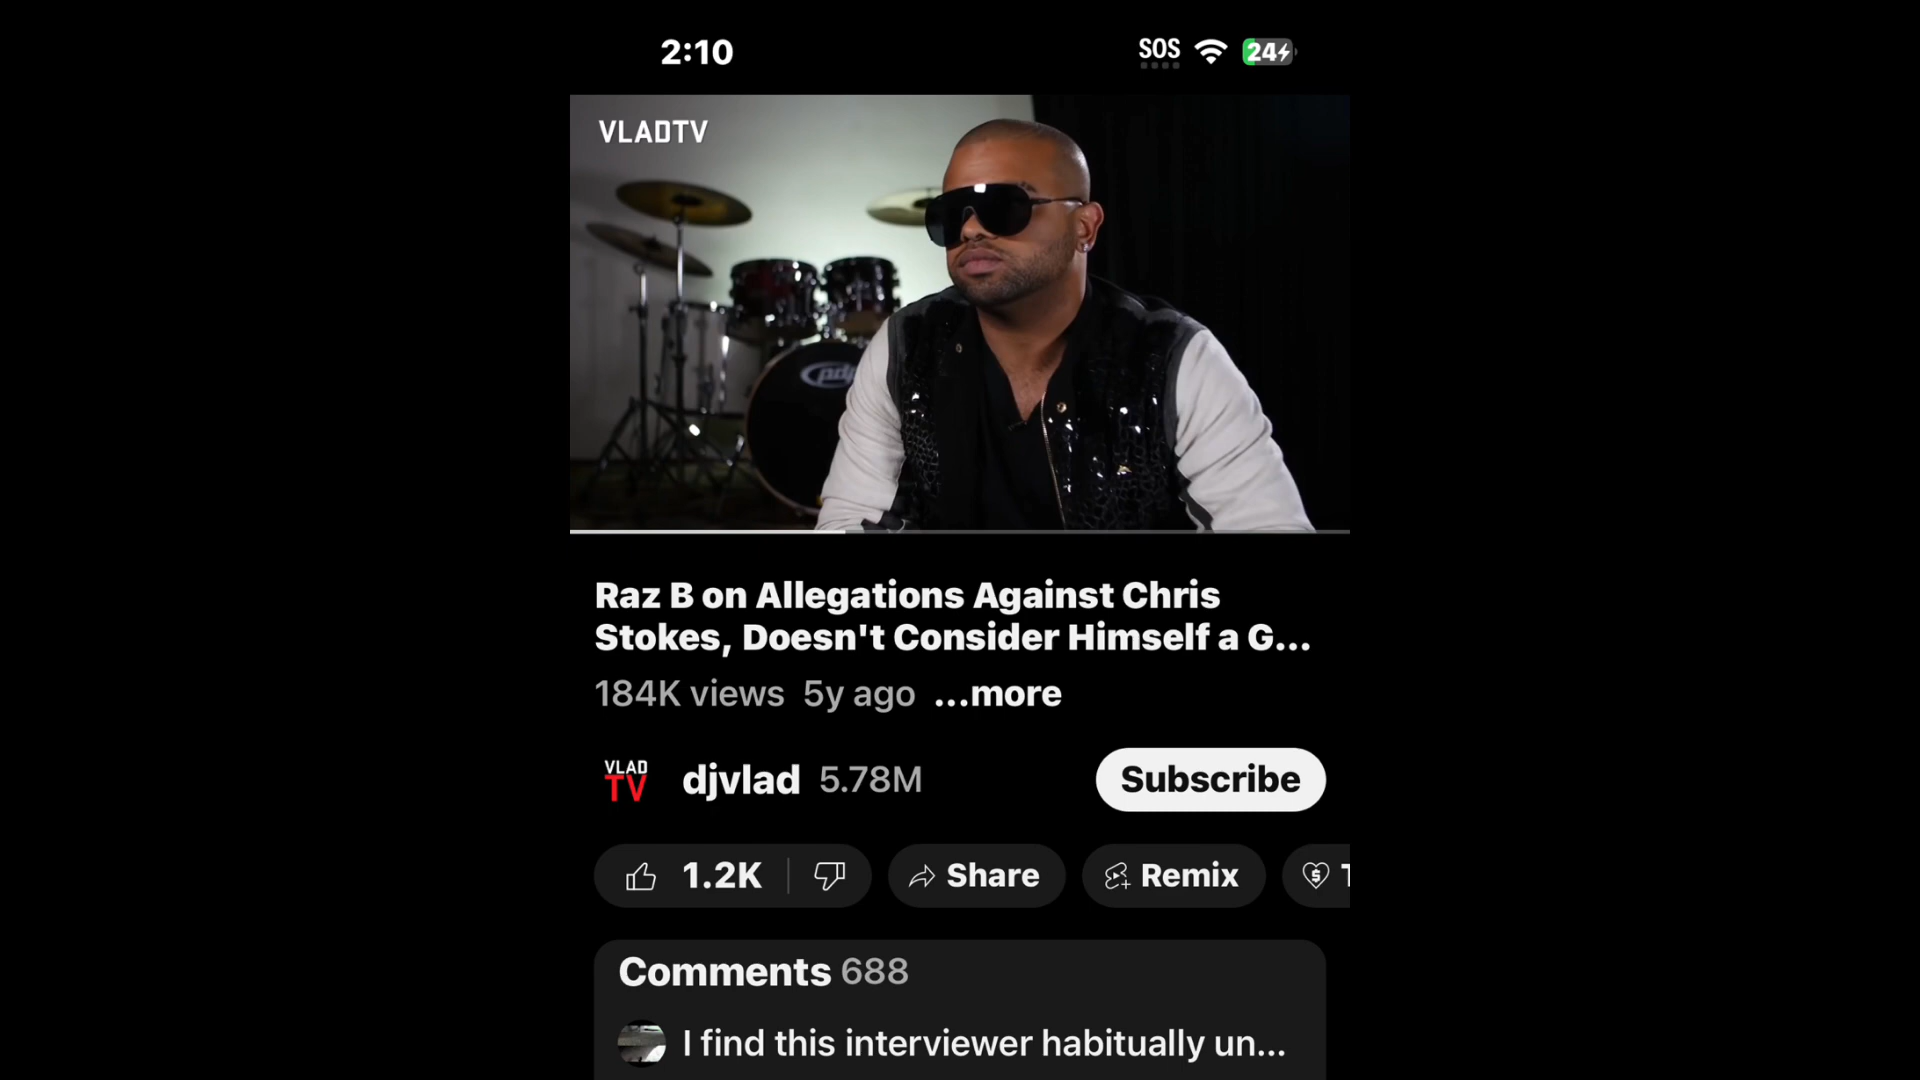 2:10
SOS
24
VLADTV
pdp
Raz B on Allegations Against Chris
Stokes, Doesn't Consider Himself a G...
184K views 5y ago ...more
VLAD
TV
djvlad 5.78M
Subscribe
1.2K
Share
Remix
Comments 688
I find this interviewer habitually un...